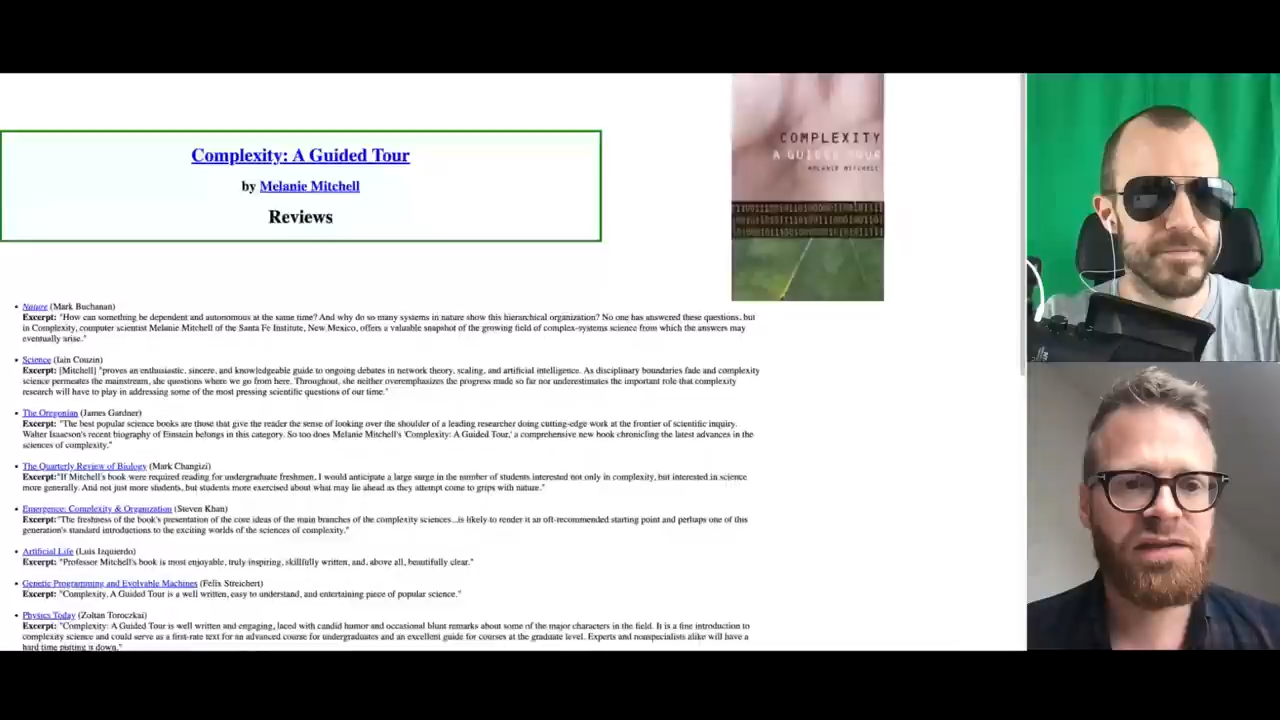 COMPLEXITY
A GUIDED TOUR
MELANIE MITCHELL
Complexity: A Guided Tour
by Melanie Mitchell
Reviews
• Nature (Mark Buchanan)
Excerpt: "How can something be dependent and autonomous at the same time? And why do so many systems in nature show this hierarchical organization? No one has answered these questions, but
in Complexity, computer scientist Melanie Mitchell of the Santa Fe Institute, New Mexico, offers a valuable snapshot of the growing field of complex-systems science from which the answers may
eventually arise."
• Science (Iain Couzin)
Excerpt: [Mitchell] "proves an enthusiastic, sincere, and knowledgeable guide to ongoing debates in network theory, scaling, and artificial intelligence. As disciplinary boundaries fade and complexity
science permeates the mainstream, she questions where we go from here. Throughout, she neither overemphasizes the progress made so far nor underestimates the important role that complexity
research will have to play in addressing some of the most pressing scientific questions of our time."
• The Oregonian (James Gardner)
Excerpt: "The best popular science books are those that give the reader the sense of looking over the shoulder of a leading researcher doing cutting-edge work at the frontier of scientific inquiry.
Walter Isaacson's recent biography of Einstein belongs in this category. So too does Melanie Mitchell's 'Complexity: A Guided Tour,' a comprehensive new book chronicling the latest advances in the
sciences of complexity."
• The Quarterly Review of Biology (Mark Changizi)
Excerpt:"If Mitchell's book were required reading for undergraduate freshmen, I would anticipate a large surge in the number of students interested not only in complexity, but interested in science
more generally. And not just more students, but students more exercised about what may lie ahead as they attempt come to grips with nature."
• Emergence: Complexity & Organization (Steven Khan)
Excerpt:"The freshness of the book's presentation of the core ideas of the main branches of the complexity sciences...is likely to render it an oft-recommended starting point and perhaps one of this
generation's standard introductions to the exciting worlds of the sciences of complexity."
• Artificial Life (Luis Izquierdo)
Excerpt: "Professor Mitchell's book is most enjoyable, truly inspiring, skillfully written, and, above all, beautifully clear."
• Genetic Programming and Evolvable Machines (Felix Streichert)
Excerpt: "Complexity, A Guided Tour is a well written, easy to understand, and entertaining piece of popular science."
• Physics Today (Zoltan Toroczkai)
Excerpt: "Complexity: A Guided Tour is well written and engaging, laced with candid humor and occasional blunt remarks about some of the major characters in the field. It is a fine introduction to
complexity science and could serve as a first-rate text for an advanced course for undergraduates and an excellent guide for courses at the graduate level. Experts and nonspecialists alike will have a
hard time putting it down."